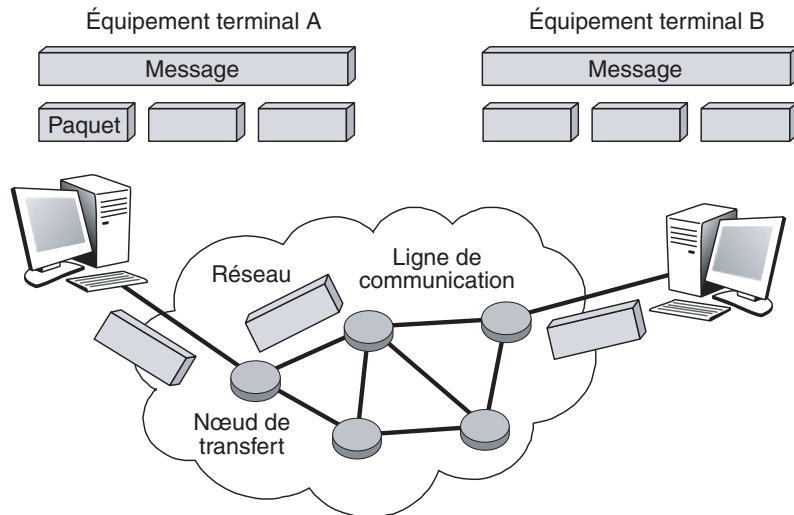 Équipement terminal A
Équipement terminal B
Message
Message
Paquet
Réseau
Ligne de
communication
Nœud de
transfert